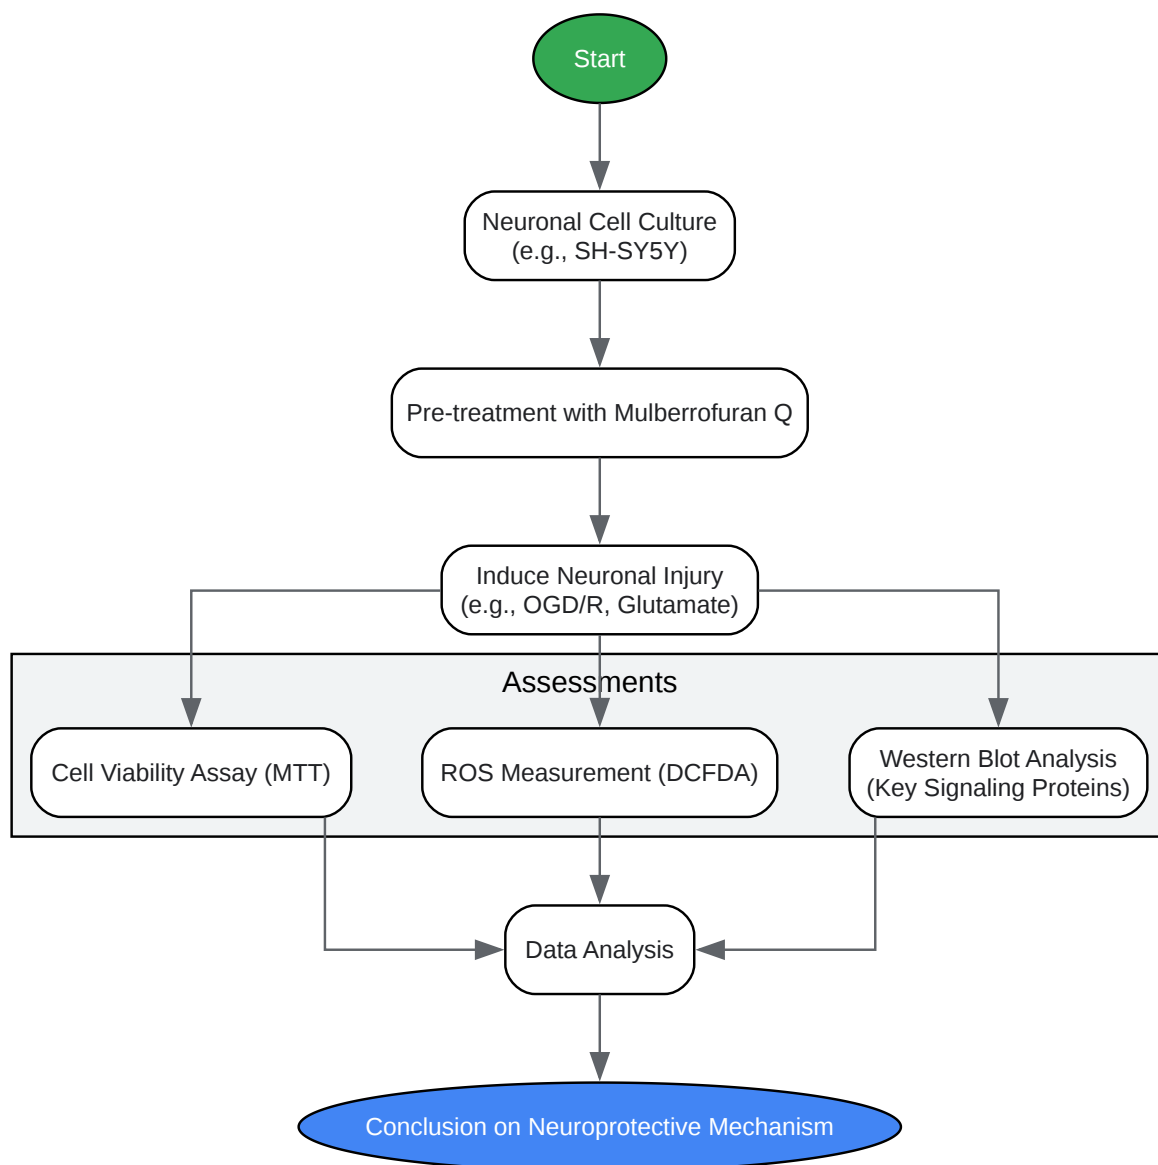 Start
Neuronal Cell Culture
(e.g., SH-SY5Y)
Pre-treatment with Mulberrofuran Q
Induce Neuronal Injury
(e.g., OGD/R, Glutamate)
Assessments
Cell Viability Assay (MTT)
ROS Measurement (DCFDA)
Western Blot Analysis
(Key Signaling Proteins)
Data Analysis
Conclusion on Neuroprotective Mechanism